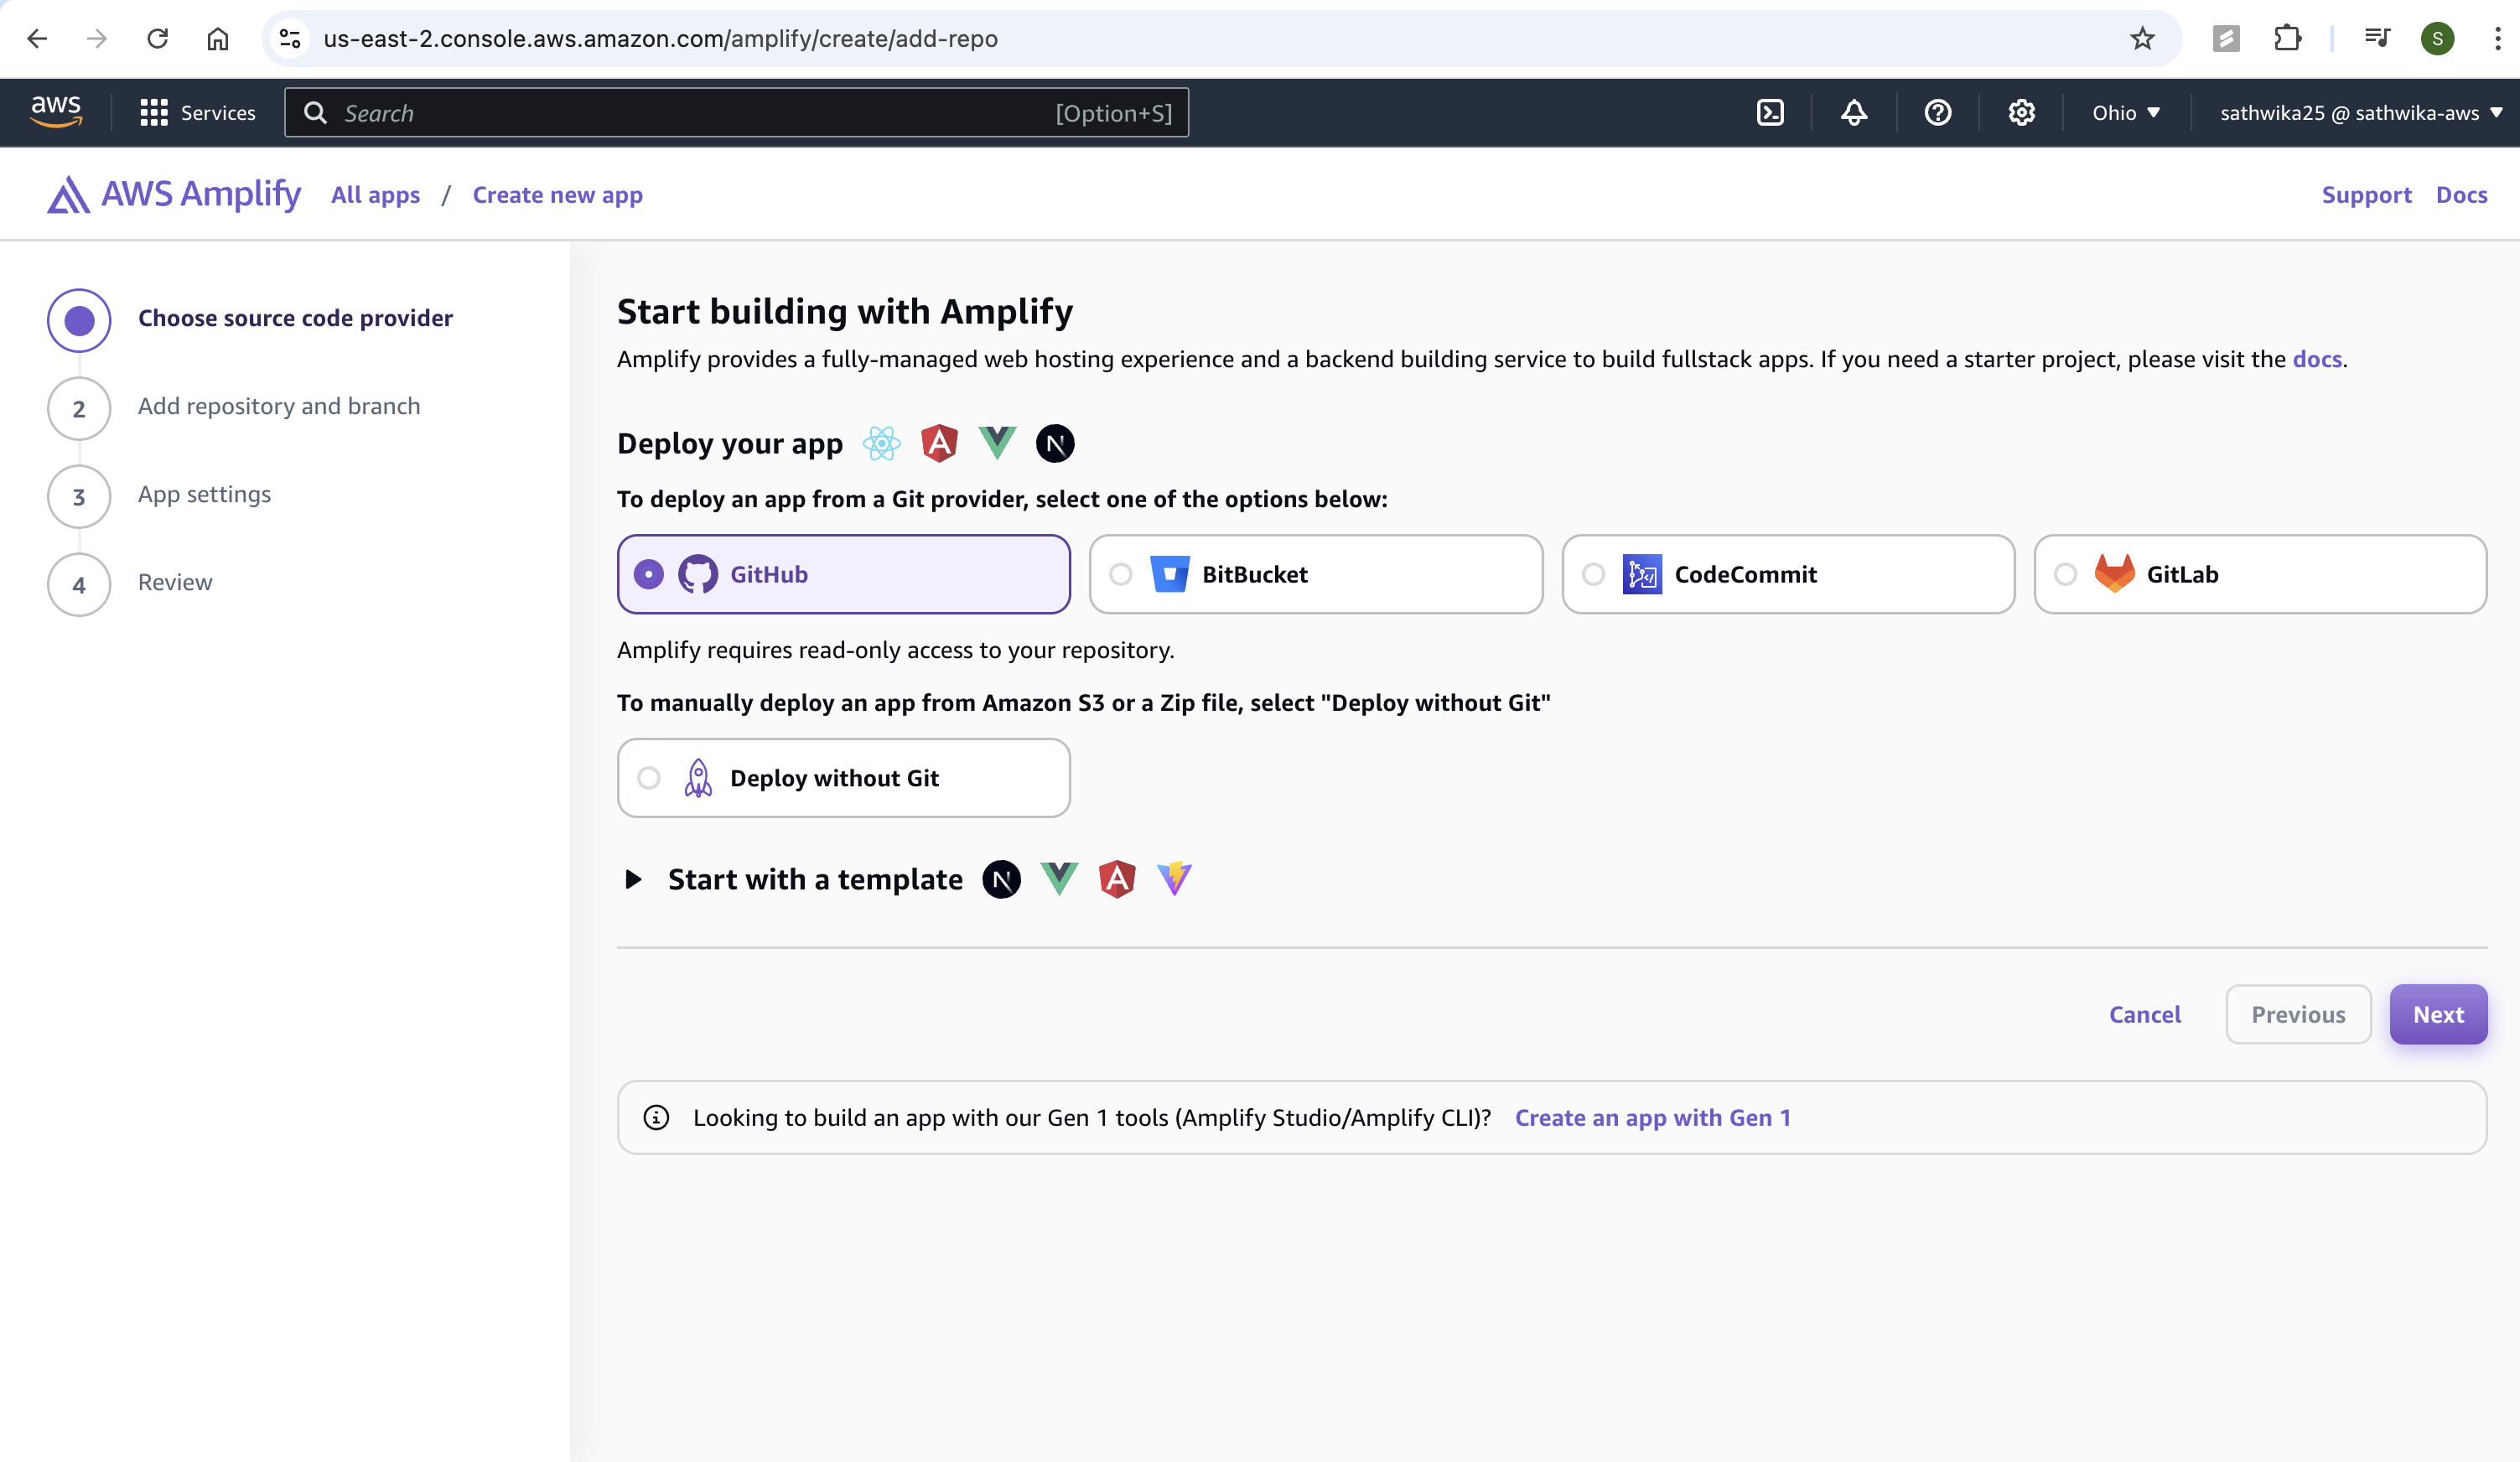 us-east-2.console.aws.amazon.com/amplify/create/add-repo
S
aws
Services
Search
[Option+S]
Ohio
sathwika25 @ sathwika-aws
AWS Amplify
All apps / Create new app
Support
Docs
Choose source code provider
2 Add repository and branch
3 App settings
4 Review
Start building with Amplify
Amplify provides a fully-managed web hosting experience and a backend building service to build fullstack apps. If you need a starter project, please visit the docs.
Deploy your app
To deploy an app from a Git provider, select one of the options below:
GitHub
BitBucket
CodeCommit
GitLab
Amplify requires read-only access to your repository.
To manually deploy an app from Amazon S3 or a Zip file, select "Deploy without Git"
Deploy without Git
Start with a template
Cancel
Previous
Next
Looking to build an app with our Gen 1 tools (Amplify Studio/Amplify CLI)? Create an app with Gen 1